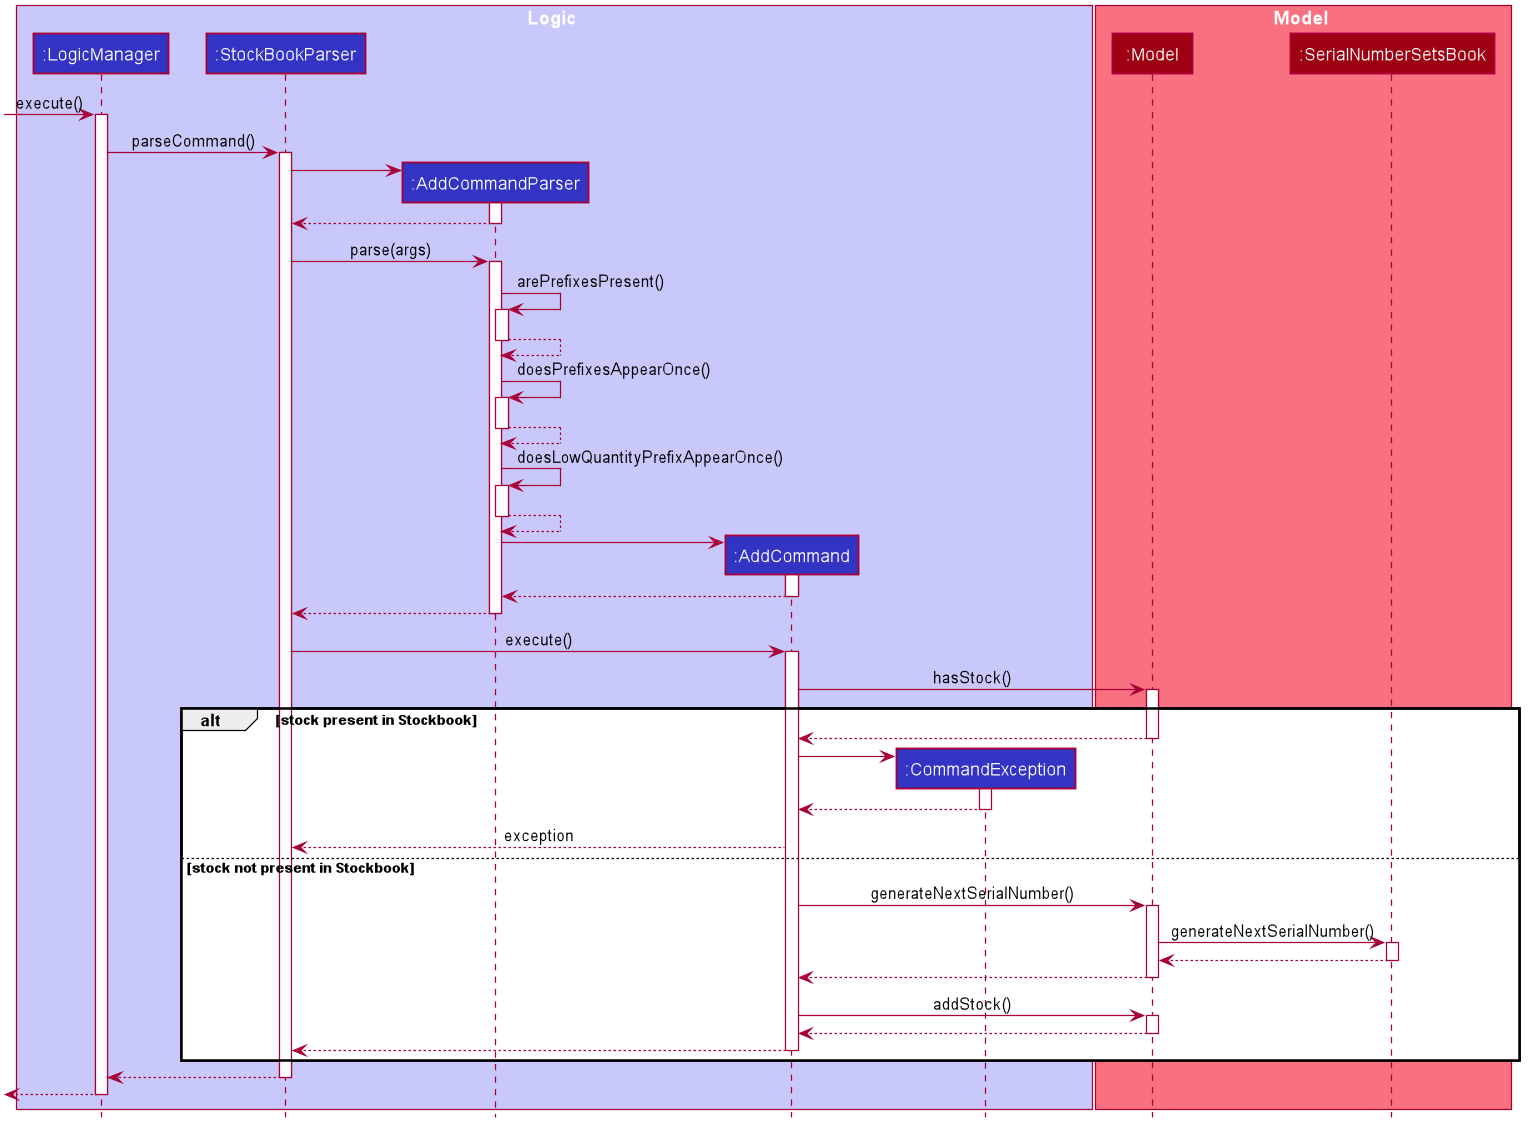 Logic
Model
:LogicManager
:StockBookParser
:Model
:SerialNumberSetsBook
execute()
parseCommand()
:AddCommandParser
parse(args)
arePrefixesPresent()
doesPrefixesAppearOnce()
doesLowQuantityPrefixAppearOnce()
:AddCommand
execute()
hasStock()
alt
[stock present in Stockbook]
:CommandException
exception
[stock not present in Stockbook]
generateNextSerialNumber()
generateNextSerialNumber()
addStock()